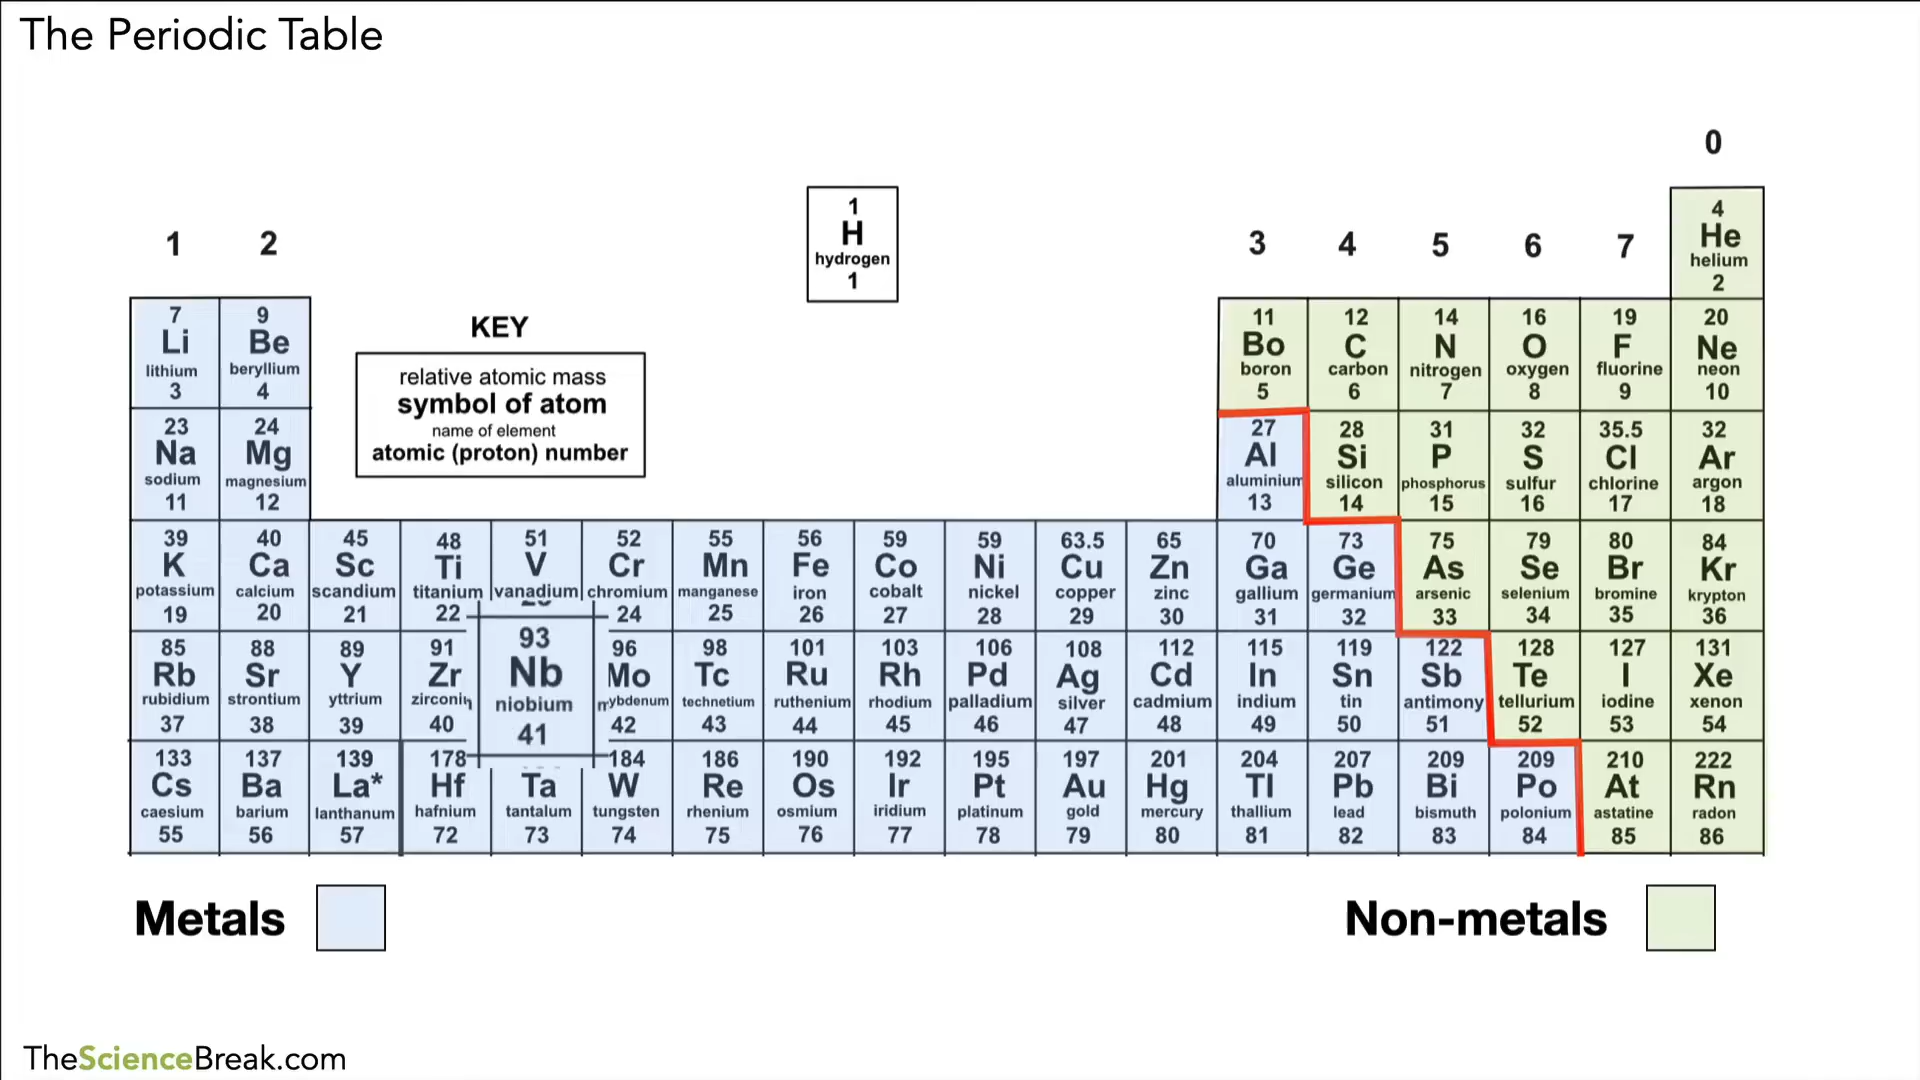 The Periodic Table
0
1 2 3 4 5 6 7
1
H
hydrogen
1
4
He
helium
2
KEY
relative atomic mass
symbol of atom
name of element
atomic (proton) number
7 9 11 12 14 16 19 20
Li Be Bo C N O F Ne
lithium beryllium boron carbon nitrogen oxygen fluorine neon
3 4 5 6 7 8 9 10
23 24 27 28 31 32 35.5 32
Na Mg Al Si P S Cl Ar
sodium magnesium aluminium silicon phosphorus sulfur chlorine argon
11 12 13 14 15 16 17 18
39 40 45 48 51 52 55 56 59 59 63.5 65 70 73 75 79 80 84
K Ca Sc Ti V Cr Mn Fe Co Ni Cu Zn Ga Ge As Se Br Kr
potassium calcium scandium titanium vanadium chromium manganese iron cobalt nickel copper zinc gallium germanium arsenic selenium bromine krypton
19 20 21 22 24 25 26 27 28 29 30 31 32 33 34 35 36
85 88 89 91 93 96 98 101 103 106 108 112 115 119 122 128 127 131
Rb Sr Y Zr Nb Mo Tc Ru Rh Pd Ag Cd In Sn Sb Te I Xe
rubidium strontium yttrium niobium technetium ruthenium rhodium palladium silver cadmium indium tin antimony tellurium iodine xenon
37 38 39 40 41 42 43 44 45 46 47 48 49 50 51 52 53 54
133 137 139 178 184 186 190 192 195 197 201 204 207 209 209 210 222
Cs Ba La* Hf Ta W Re Os Ir Pt Au Hg Tl Pb Bi Po At Rn
caesium barium lanthanum hafnium tantalum tungsten rhenium osmium iridium platinum gold mercury thallium lead bismuth polonium astatine radon
55 56 57 72 73 74 75 76 77 78 79 80 81 82 83 84 85 86
Metals Non-metals
TheScienceBreak.com